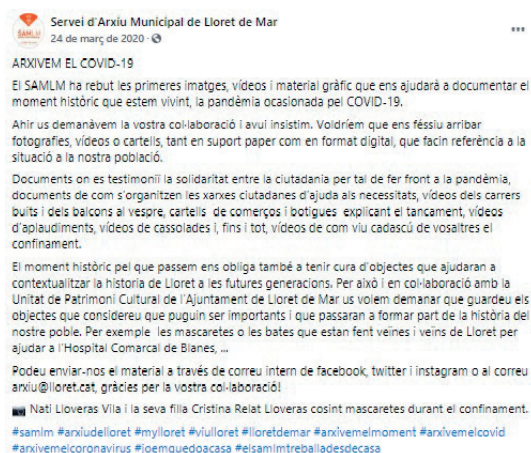 SAMLM
Servei d'Arxiu Municipal de Lloret de Mar
24 de març de 2020 ·
ARXIVEM EL COVID-19
El SAMLM ha rebut les primeres imatges, vídeos i material gràfic que ens ajudarà a documentar el
moment històric que estem vivint, la pandèmia ocasionada pel COVID-19.
Ahir us demanàvem la vostra col·laboració i avui insistim. Voldríem que ens féssiu arribar
fotografies, vídeos o cartells, tant en suport paper com en format digital, que facin referència a la
situació a la nostra població.
Documents on es testimoniï la solidaritat entre la ciutadania per tal de fer front a la pandèmia,
documents de com s'organitzen les xarxes ciutadanes d'ajuda als necessitats, vídeos dels carrers
buits i dels balcons al vespre, cartells de comerços i botigues explicant el tancament, vídeos
d'aplaudiments, vídeos de cassolades i, fins i tot, vídeos de com viu cadascú de vosaltres el
confinament.
El moment històric pel que passem ens obliga també a tenir cura d'objectes que ajudaran a
contextualitzar la historia de Lloret a les futures generacions. Per això i en col·laboració amb la
Unitat de Patrimoni Cultural de l'Ajuntament de Lloret de Mar us volem demanar que guardeu els
objectes que considereu que puguin ser importants i que passaran a formar part de la història del
nostre poble. Per exemple les mascaretes o les bates que estan fent veïnes i veïns de Lloret per
ajudar a l'Hospital Comarcal de Blanes, ...
Podeu enviar-nos el material a través de correu intern de facebook, twitter i instagram o al correu
arxiu@lloret.cat, gràcies per la vostra col·laboració!
Nati Lloveras Vila i la seva filla Cristina Relat Lloveras cosint mascaretes durant el confinament.
#samlm #arxiudelloret #mylloret #viulloret #lloretdemar #arxivemelmoment #arxivemelcovid
#arxivemelcoronavirus #joemquedoacasa #elsamlmtreballadesdecasa